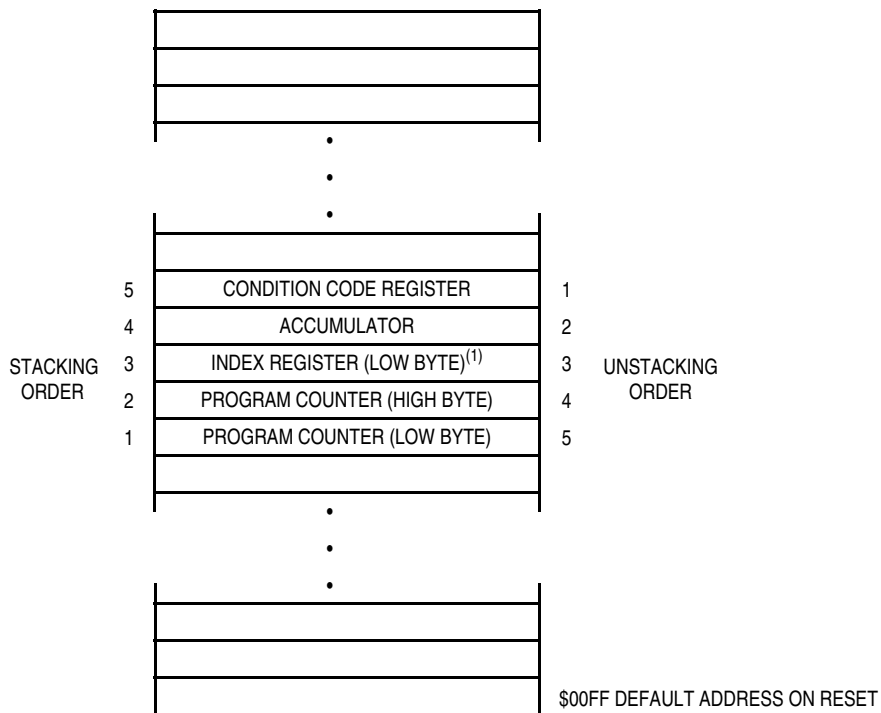 5 CONDITION CODE REGISTER 1
4 ACCUMULATOR 2
STACKING ORDER
3 INDEX REGISTER (LOW BYTE)(1) 3
UNSTACKING ORDER
2 PROGRAM COUNTER (HIGH BYTE) 4
1 PROGRAM COUNTER (LOW BYTE) 5
$00FF DEFAULT ADDRESS ON RESET